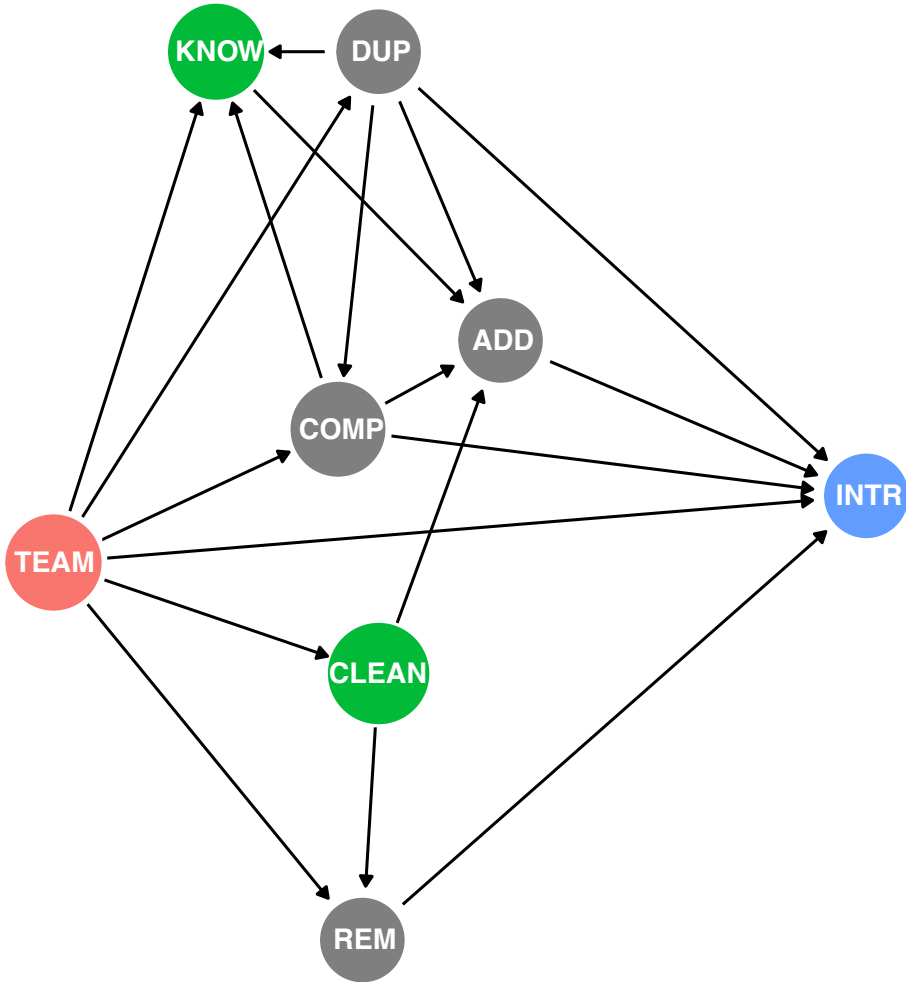 KNOW
DUP
ADD
COMP
INTR
TEAM
CLEAN
REM